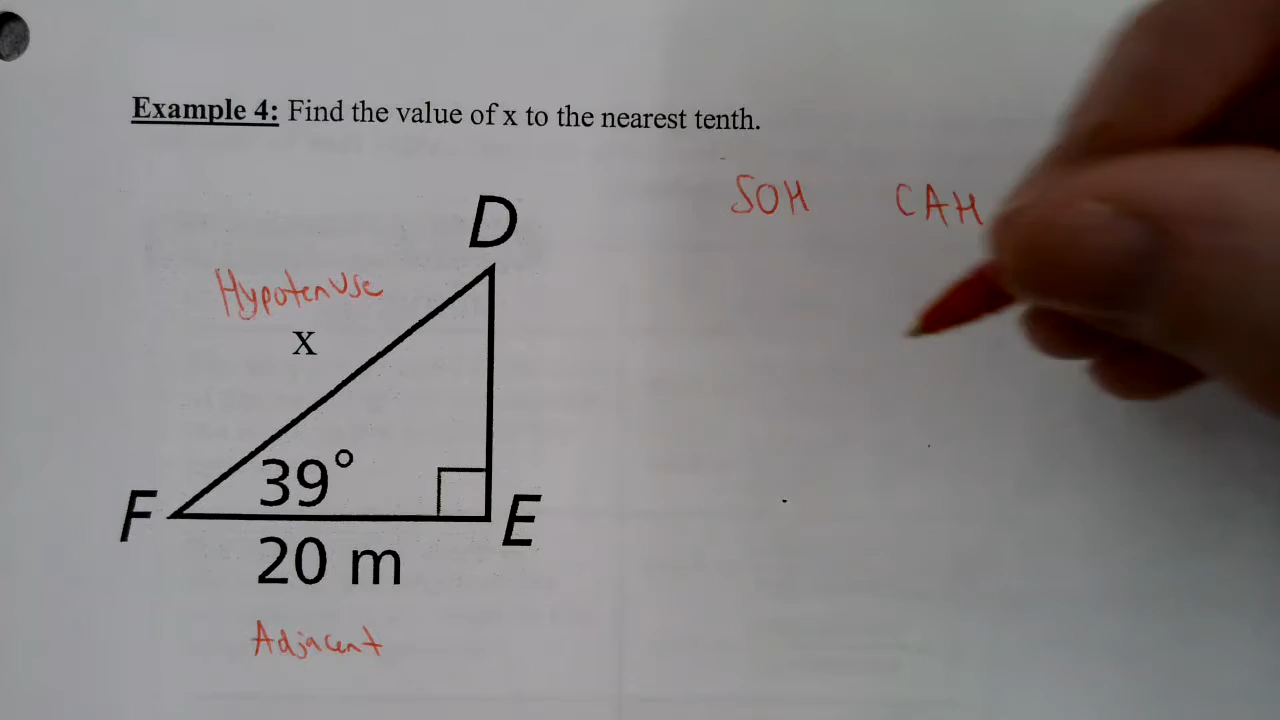 Example 4: Find the value of x to the nearest tenth.
SOH CAH
D
Hypotenuse
x
39°
F
E
20 m
Adjacent